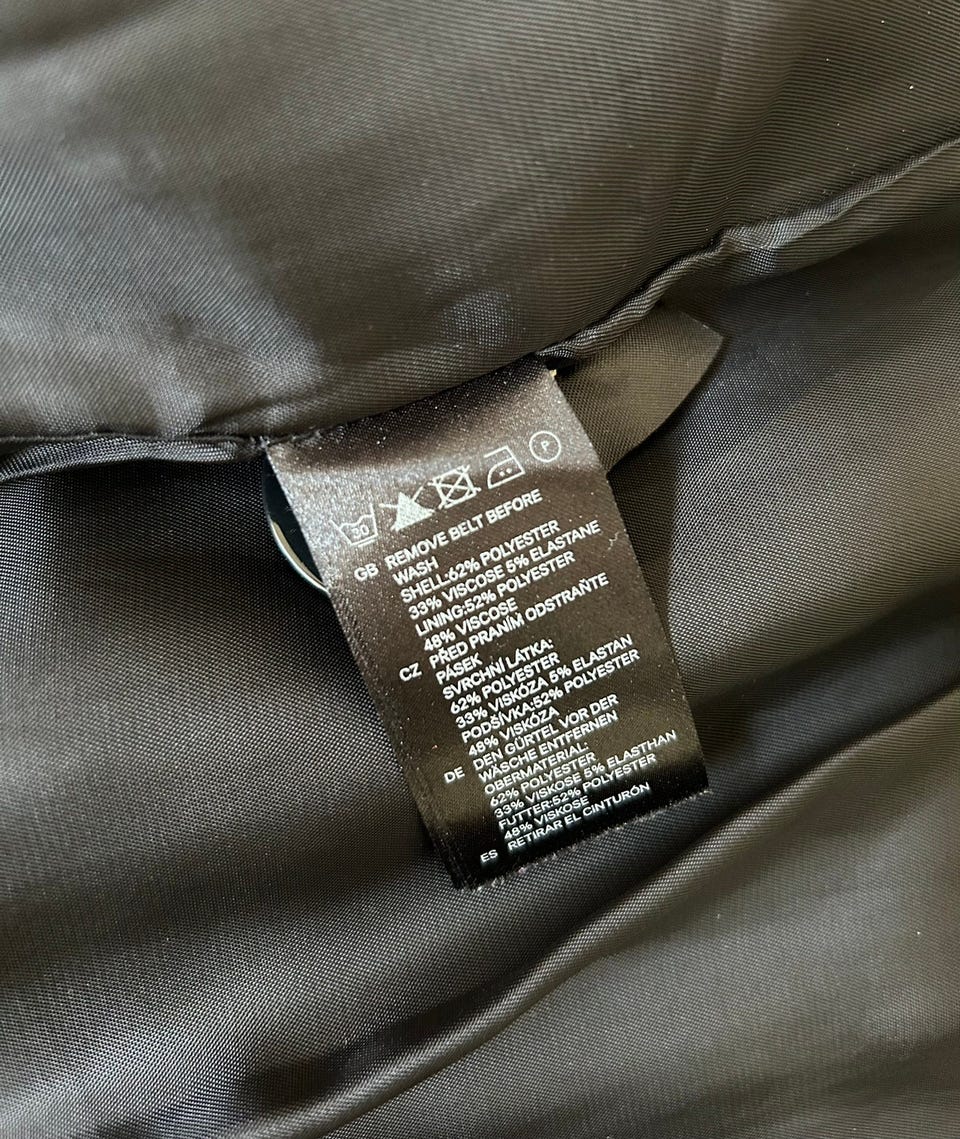 30 P
GB REMOVE BELT BEFORE
WASH
SHELL:62% POLYESTER
33% VISCOSE 5% ELASTANE
LINING:52% POLYESTER
48% VISCOSE
CZ PŘED PRANÍM ODSTRAŇTE
PÁSEK
SVRCHNÍ LÁTKA:
62% POLYESTER
33% VISKÓZA 5% ELASTAN
PODŠÍVKA:52% POLYESTER
48% VISKÓZA
DE DEN GÜRTEL VOR DER
WÄSCHE ENTFERNEN
OBERMATERIAL:
62% POLYESTER
33% VISKOSE 5% ELASTHAN
FUTTER:52% POLYESTER
48% VISKOSE
ES RETIRAR EL CINTURÓN